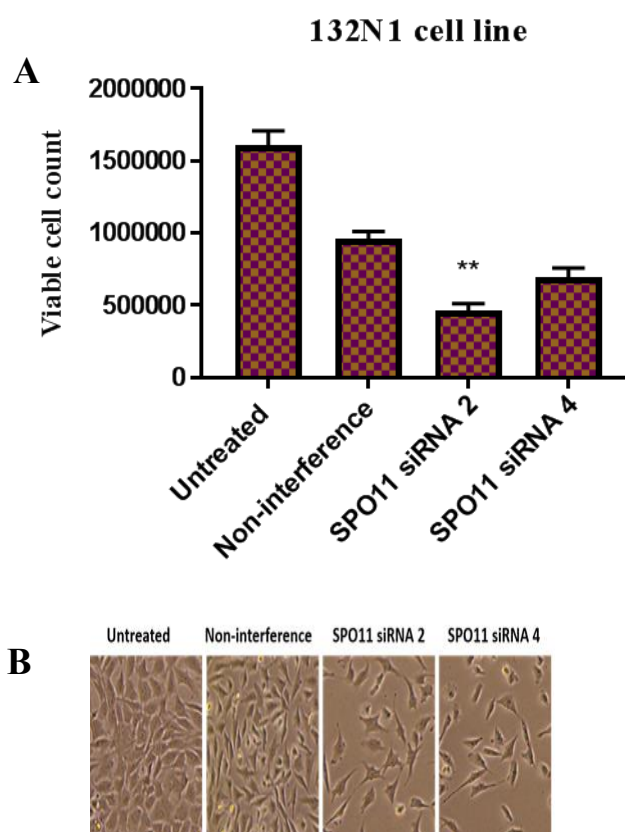 132N1 cell line
A
Viable cell count
2000000
1500000
1000000
500000
0
**
Untreated
Non-interference
SPO11 siRNA 2
SPO11 siRNA 4
B
Untreated
Non-interference
SPO11 siRNA 2
SPO11 siRNA 4